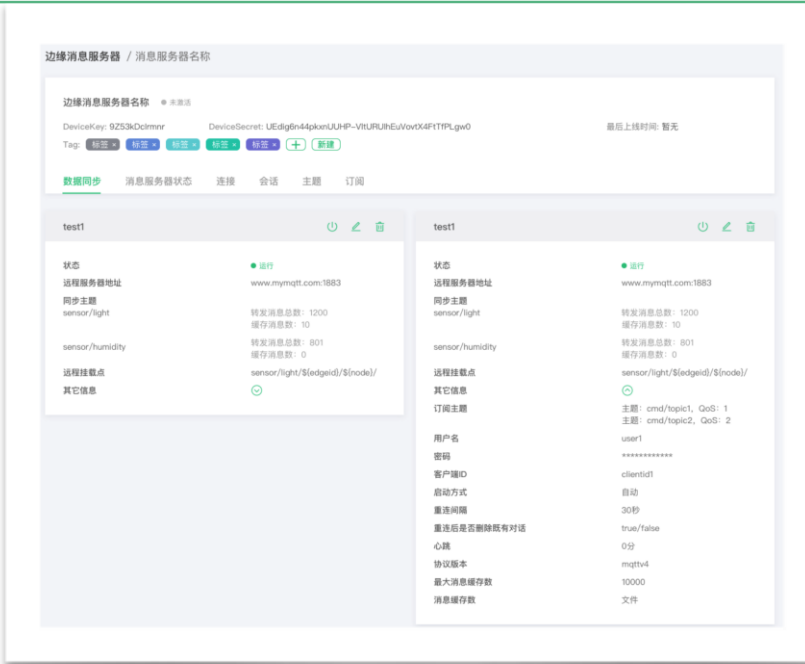 边缘消息服务器 / 消息服务器名称
边缘消息服务器名称 未激活
DeviceKey: 9Z53kDclrmnr DeviceSecret: UEdig6n44pkxnUUHP-VItURUIhEuVovtX4FtTfPLgw0 最后上线时间: 暂无
Tag: 标签 × 标签 × 标签 × 标签 × 标签 × + 新建
数据同步 消息服务器状态 连接 会话 主题 订阅
test1
状态 运行
远程服务器地址 www.mymqtt.com:1883
同步主题
sensor/light 转发消息总数：1200
缓存消息数：10
sensor/humidity 转发消息总数：801
缓存消息数：0
远程挂载点 sensor/light/${edgeid}/${node}/
其它信息
test1
状态 运行
远程服务器地址 www.mymqtt.com:1883
同步主题
sensor/light 转发消息总数：1200
缓存消息数：10
sensor/humidity 转发消息总数：801
缓存消息数：0
远程挂载点 sensor/light/${edgeid}/${node}/
其它信息
订阅主题 主题：cmd/topic1，QoS：1
主题：cmd/topic2，QoS：2
用户名 user1
密码 ************
客户端ID clientid1
启动方式 自动
重连间隔 30秒
重连后是否删除既有对话 true/false
心跳 0分
协议版本 mqttv4
最大消息缓存数 10000
消息缓存数 文件